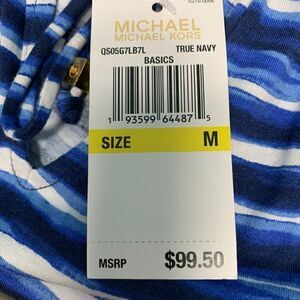 MICHAEL
MICHAEL KORS
QS05G7LB7L TRUE NAVY
BASICS
1 93599 64487 5
SIZE M
MSRP $99.50